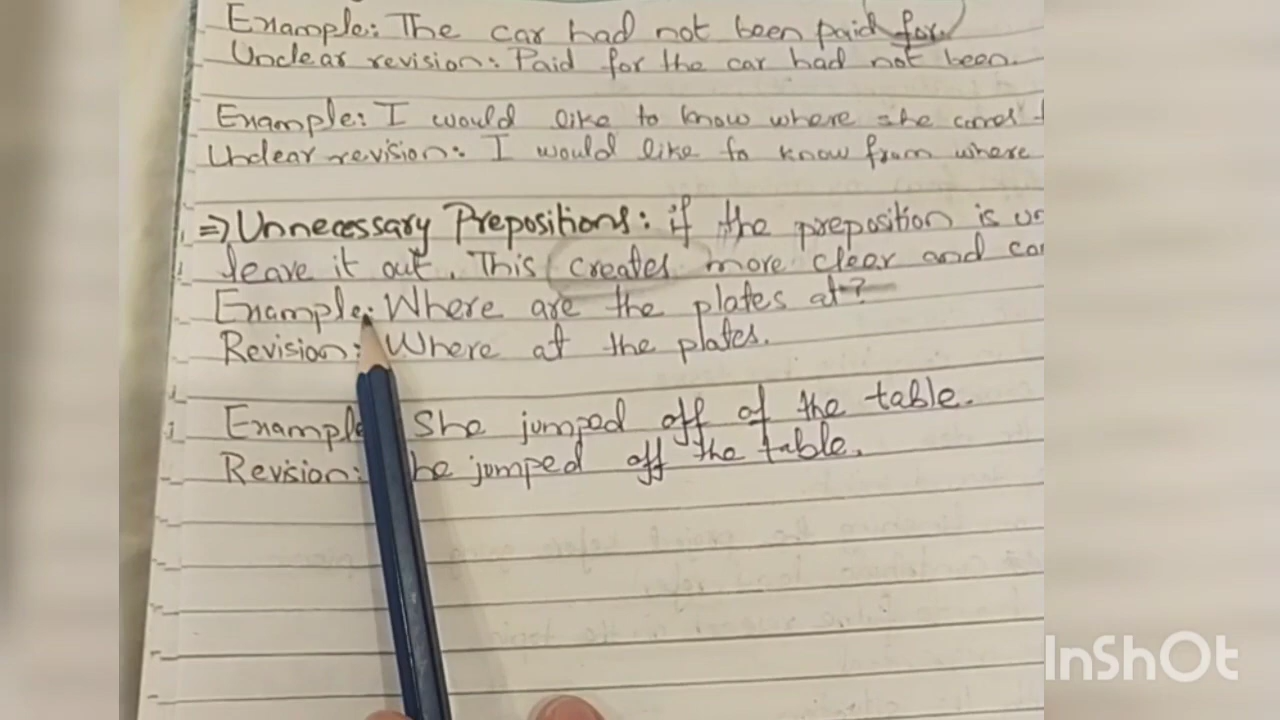 Example: The car had not been paid for.
Unclear revision: Paid for the car had not been.
Example: I would like to know where she comes
Unclear revision: I would like to know from where
⇒ Unnecessary Prepositions: if the preposition is
leave it out. This creates more clear and
Example: Where are the plates at?
Revision: Where at the plates.
Example She jumped off of the table.
Revision: he jumped off the table.
InShOt